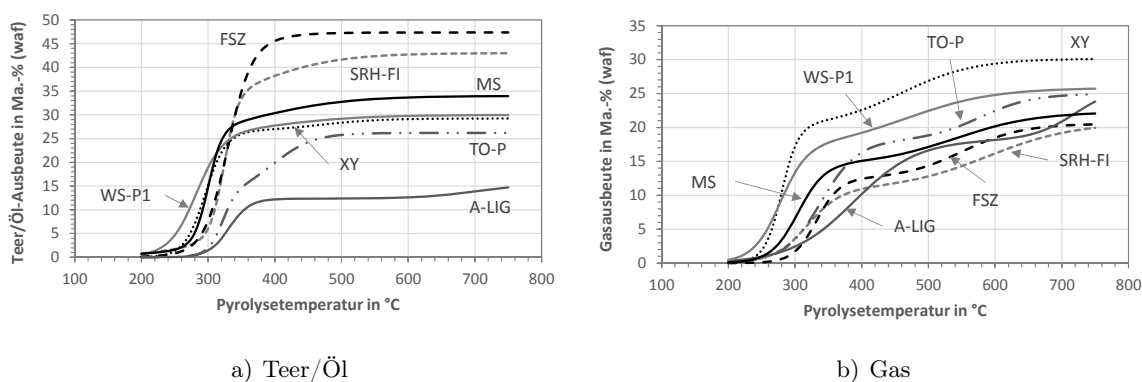 Teer/Öl-Ausbeute in Ma.-% (waf)
50
45
40
35
30
25
20
15
10
5
0
100 200 300 400 500 600 700 800
Pyrolysetemperatur in °C
FSZ
SRH-FI
MS
TO-P
XY
WS-P1
A-LIG
a) Teer/Öl
Gasausbeute in Ma.-% (waf)
35
30
25
20
15
10
5
0
100 200 300 400 500 600 700 800
Pyrolysetemperatur in °C
TO-P
XY
WS-P1
SRH-FI
MS
FSZ
A-LIG
b) Gas